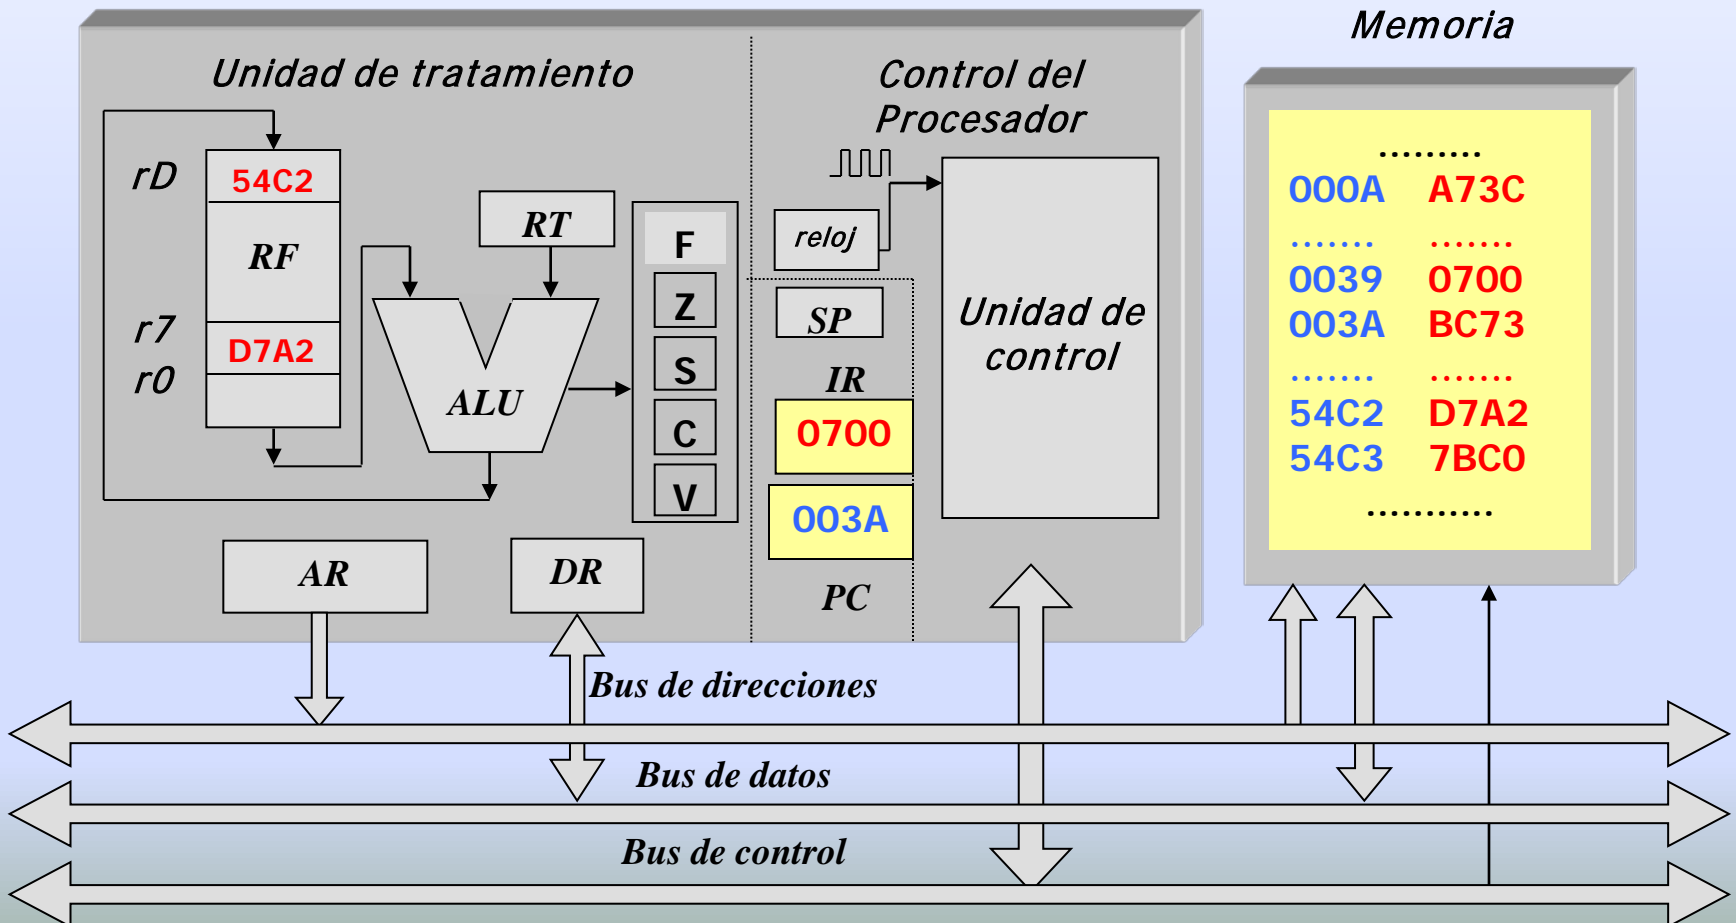 Memoria
Unidad de tratamiento
Control del
Procesador
rD
54C2
RF
r7
D7A2
r0
RT
ALU
F
Z
S
C
V
reloj
SP
IR
0700
003A
PC
Unidad de
control
.........
000A A73C
....... .......
0039 0700
003A BC73
....... .......
54C2 D7A2
54C3 7BC0
...........
AR
DR
Bus de direcciones
Bus de datos
Bus de control